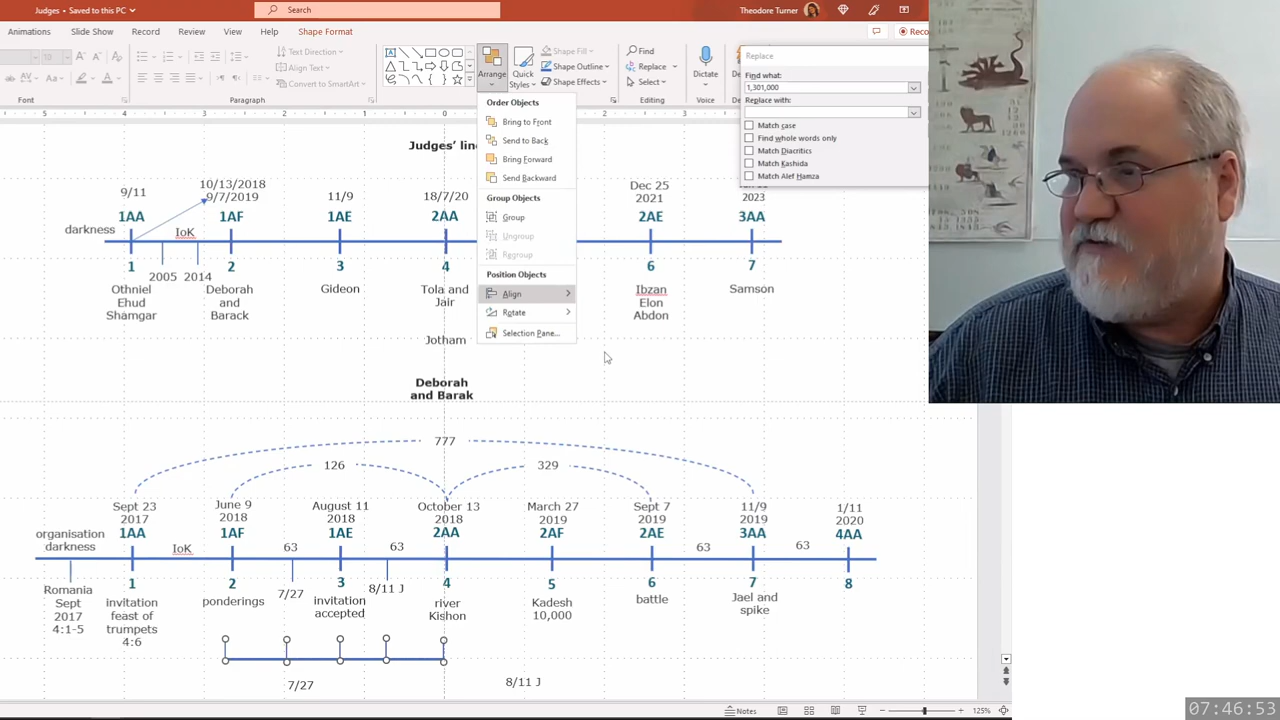 Judges • Saved to this PC
Search
Theodore Turner
Animations
Slide Show
Record
Review
View
Help
Shape Format
Text Direction
Align Text
Convert to SmartArt
Arrange
Quick
Styles
Shape Fill
Shape Outline
Shape Effects
Find
Replace
Select
Dictate
Font
Paragraph
Editing
Voice
Replace
Find what:
1,301,000
Replace with:
Match case
Find whole words only
Match Diacritics
Match Kashida
Match Alef Hamza
Order Objects
Bring to Front
Send to Back
Bring Forward
Send Backward
Group Objects
Group
Ungroup
Regroup
Position Objects
Align
Rotate
Selection Pane...
Judges’
9/11
10/13/2018
9/7/2019
11/9
18/7/20
Dec 25
2021
2023
1AA
1AF
1AE
2AA
2AE
3AA
darkness
IoK
1
2005
2014
2
3
4
6
7
Othniel
Ehud
Shamgar
Deborah
and
Barack
Gideon
Tola and
Jair
Ibzan
Elon
Abdon
Samson
Jotham
Deborah
and Barak
777
126
329
Sept 23
2017
1AA
June 9
2018
1AF
August 11
2018
1AE
October 13
2018
2AA
March 27
2019
2AF
Sept 7
2019
2AE
11/9
2019
3AA
1/11
2020
4AA
organisation
darkness
IoK
63
63
63
63
Romania
Sept
2017
4:1-5
1
invitation
feast of
trumpets
4:6
2
ponderings
7/27
3
invitation
accepted
8/11 J
4
river
Kishon
5
Kadesh
10,000
6
battle
7
Jael and
spike
8
7/27
8/11 J
Notes
125%
07:46:53